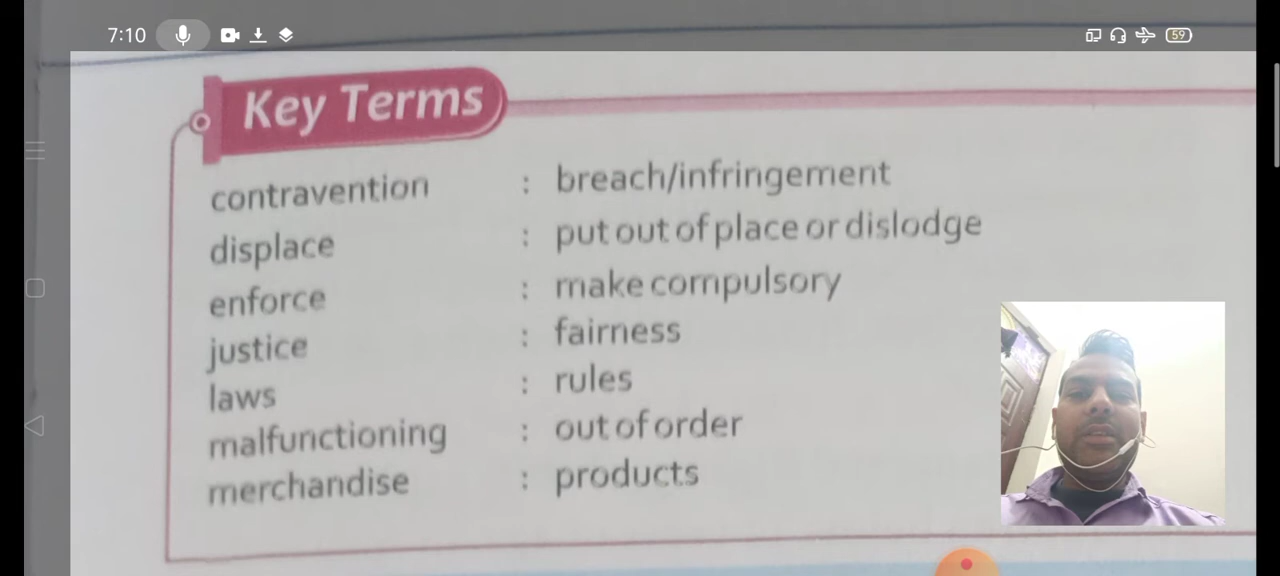 7:10
59
Key Terms
contravention : breach/infringement
displace : put out of place or dislodge
enforce : make compulsory
justice : fairness
laws : rules
malfunctioning : out of order
merchandise : products